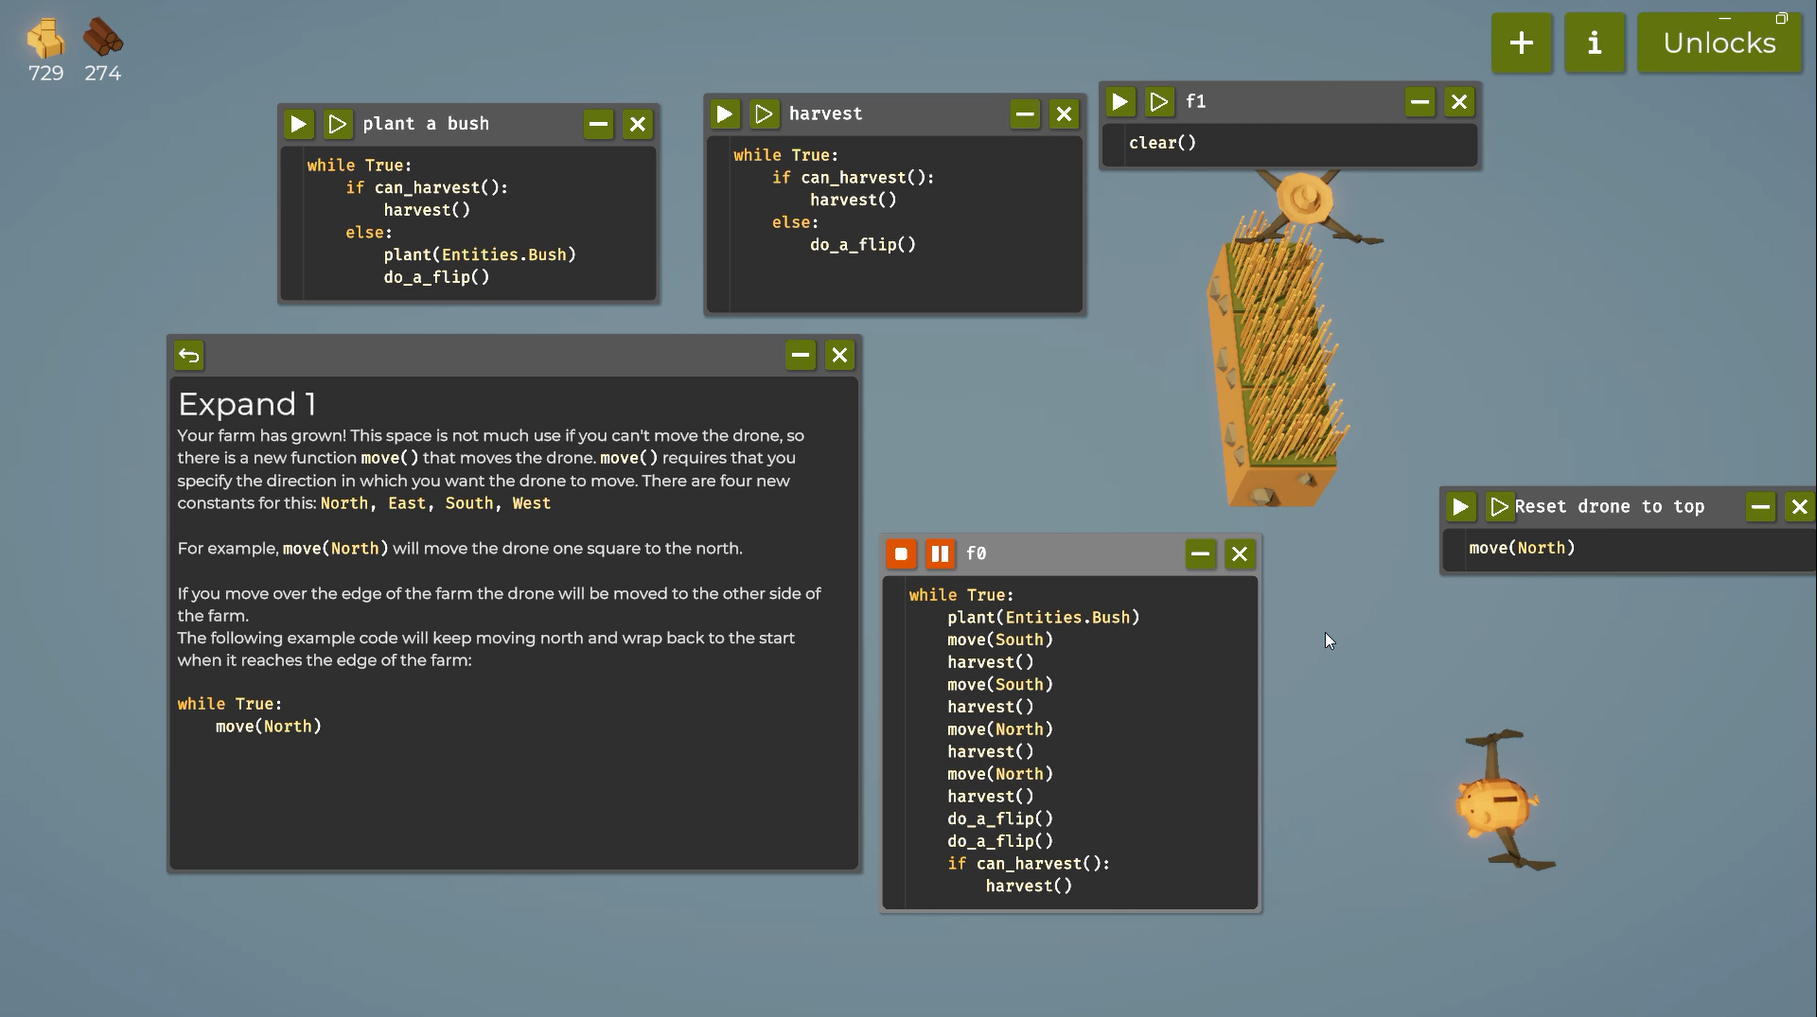 729 274
+ i Unlocks
plant a bush
while True:
if can_harvest():
harvest()
else:
plant(Entities.Bush)
do_a_flip()
harvest
while True:
if can_harvest():
harvest()
else:
do_a_flip()
f1
clear()
Expand 1
Your farm has grown! This space is not much use if you can't move the drone, so
there is a new function move() that moves the drone. move() requires that you
specify the direction in which you want the drone to move. There are four new
constants for this: North, East, South, West
For example, move(North) will move the drone one square to the north.
If you move over the edge of the farm the drone will be moved to the other side of
the farm.
The following example code will keep moving north and wrap back to the start
when it reaches the edge of the farm:
while True:
move(North)
f0
while True:
plant(Entities.Bush)
move(South)
harvest()
move(South)
harvest()
move(North)
harvest()
move(North)
harvest()
do_a_flip()
do_a_flip()
if can_harvest():
harvest()
Reset drone to top
move(North)